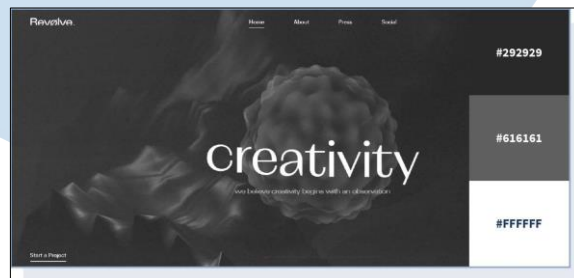 Revolve.
Home About Press Social
creativity
we believe creativity begins with an observation
Start a Project
#292929
#616161
#FFFFFF